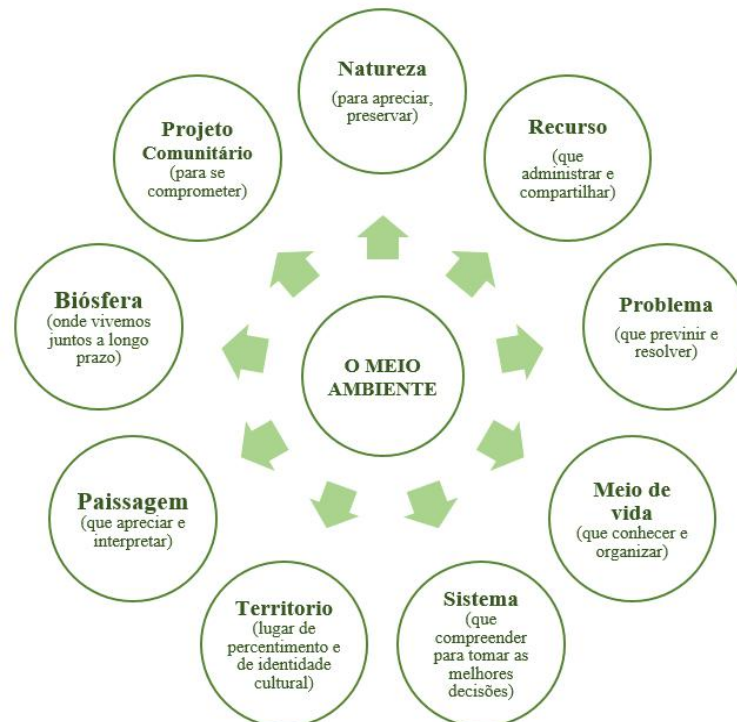 Natureza
(para apreciar,
preservar)
Recurso
(que
administrar e
compartilhar)
Problema
(que previnir e
resolver)
Meio de
vida
(que conhecer e
organizar)
Sistema
(que
compreender
para tomar as
melhores
decisões)
Territorio
(lugar de
percentimento e
de identidade
cultural)
Paissagem
(que apreciar e
interpretar)
Biósfera
(onde vivemos
juntos a longo
prazo)
Projeto
Comunitário
(para se
comprometer)
O MEIO
AMBIENTE